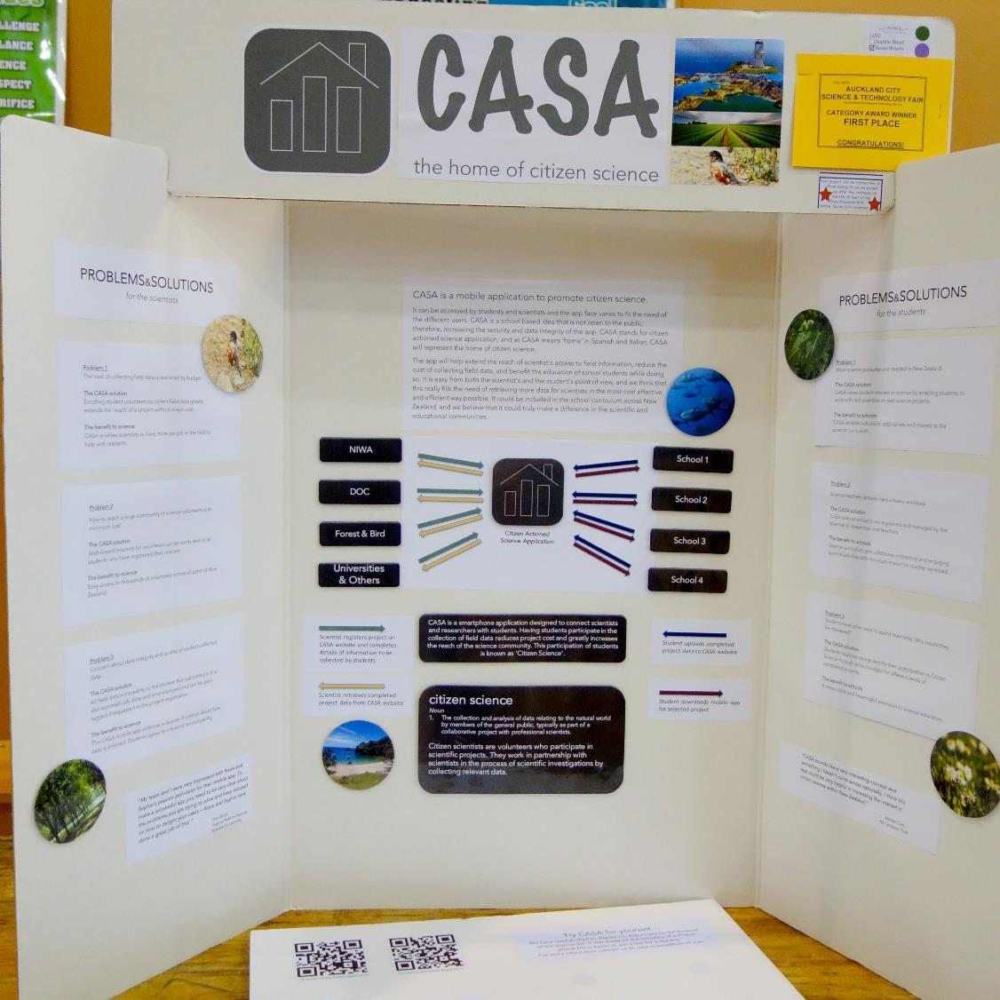 LLENGE
LANCE
ENCE
SPECT
RIFICE
CASA
the home of citizen science
1202
Sophie
Rosie
AUCKLAND CITY
SCIENCE & TECHNOLOGY FAIR
CATEGORY AWARD WINNER
FIRST PLACE
CONGRATULATIONS!
PROBLEMS&SOLUTIONS
for the scientists
Problem 1
The cost of collecting field data is restrained by budget
The CASA solution
Enrolling student volunteers to collect field data greatly
extends the 'reach' of a project without major cost.
The benefit to science
CASA enables scientists to have more people in the field to
help with research.
Problem 2
How to reach a large community of science volunteers with
minimum cost
The CASA solution
Web-based requests for volunteers can be easily sent to all
students who have registered their interest
The benefit to science
Easy access to thousands of volunteers across all parts of New
Zealand.
Problem 3
Concern about data integrity and quality of student-collected
data.
The CASA solution
All field data is traceable to the student that submitted it. It is
also automatically date and time stamped and can be geo-
tagged if requested in the project registration
The benefit to science
The CASA mobile app enforces a degree of control about how
data is entered. Students agree to a level of accountability
"My team and I were very impressed with Rosie and
Sophie's passion and vision for their mobile app. To
make a successful app you need to be very clear about
the problems you are trying to solve and keep focused
on how to delight your users – Rosie and Sophie have
done a great job of this"
CASA is a mobile application to promote citizen science.
It can be accessed by students and scientists and the app face varies to fit the need of
the different users. CASA is a school based idea that is not open to the public,
therefore, increasing the security and data integrity of the app. CASA stands for citizen
actioned science application, and as CASA means 'home' in Spanish and Italian, CASA
will represent the home of citizen science.
The app will help extend the reach of scientist's access to field information, reduce the
cost of collecting field data, and benefit the education of school students while doing
so. It is easy from both the scientist's and the student's point of view, and we think that
this really fills the need of retrieving more data for scientists in the most cost effective
and efficient way possible. It could be included in the school curriculum across New
Zealand, and we believe that it could truly make a difference in the scientific and
educational communities.
NIWA
DOC
Forest & Bird
Universities
& Others
Citizen Actioned
Science Application
School 1
School 2
School 3
School 4
Scientist registers project on
CASA website and completes
details of information to be
collected by students
Scientist retrieves completed
project data from CASA website
CASA is a smartphone application designed to connect scientists
and researchers with students. Having students participate in the
collection of field data reduces project cost and greatly increases
the reach of the science community. This participation of students
is known as 'Citizen Science'.
citizen science
Noun
1. The collection and analysis of data relating to the natural world
by members of the general public, typically as part of a
collaborative project with professional scientists.
Citizen scientists are volunteers who participate in
scientific projects. They work in partnership with
scientists in the process of scientific investigations by
collecting relevant data.
Student uploads completed
project data to CASA website
Student downloads mobile app
for selected project
PROBLEMS&SOLUTIONS
for the students
Problem 1
More science graduates are needed in New Zealand.
The CASA solution
CASA raises student interest in science by enabling students to
work with real scientists on real science projects.
The benefit to schools
CASA enables schools to add variety and interest to the
science curriculum.
Problem 2
Science teachers already have a heavy workload.
The CASA solution
CASA science projects are registered and managed by the
science or researcher, not teachers.
The benefit to schools
Science curriculum gets additional interesting and engaging
science activities with minimum impact on teacher workload.
Problem 3
Students have other ways to spend their time. Why would they
be interested?
The CASA solution
Students could be rewarded for their participation in Citizen
Science through school badges for different levels of
completed projects.
The benefit to schools
A measurable and meaningful extension to science education.
"CASA sounds like a very interesting concept and
something I haven't come across nationally. I think this
app could be very helpful in increasing the interest in
citizen science within New Zealand."
Try CASA for yourself...